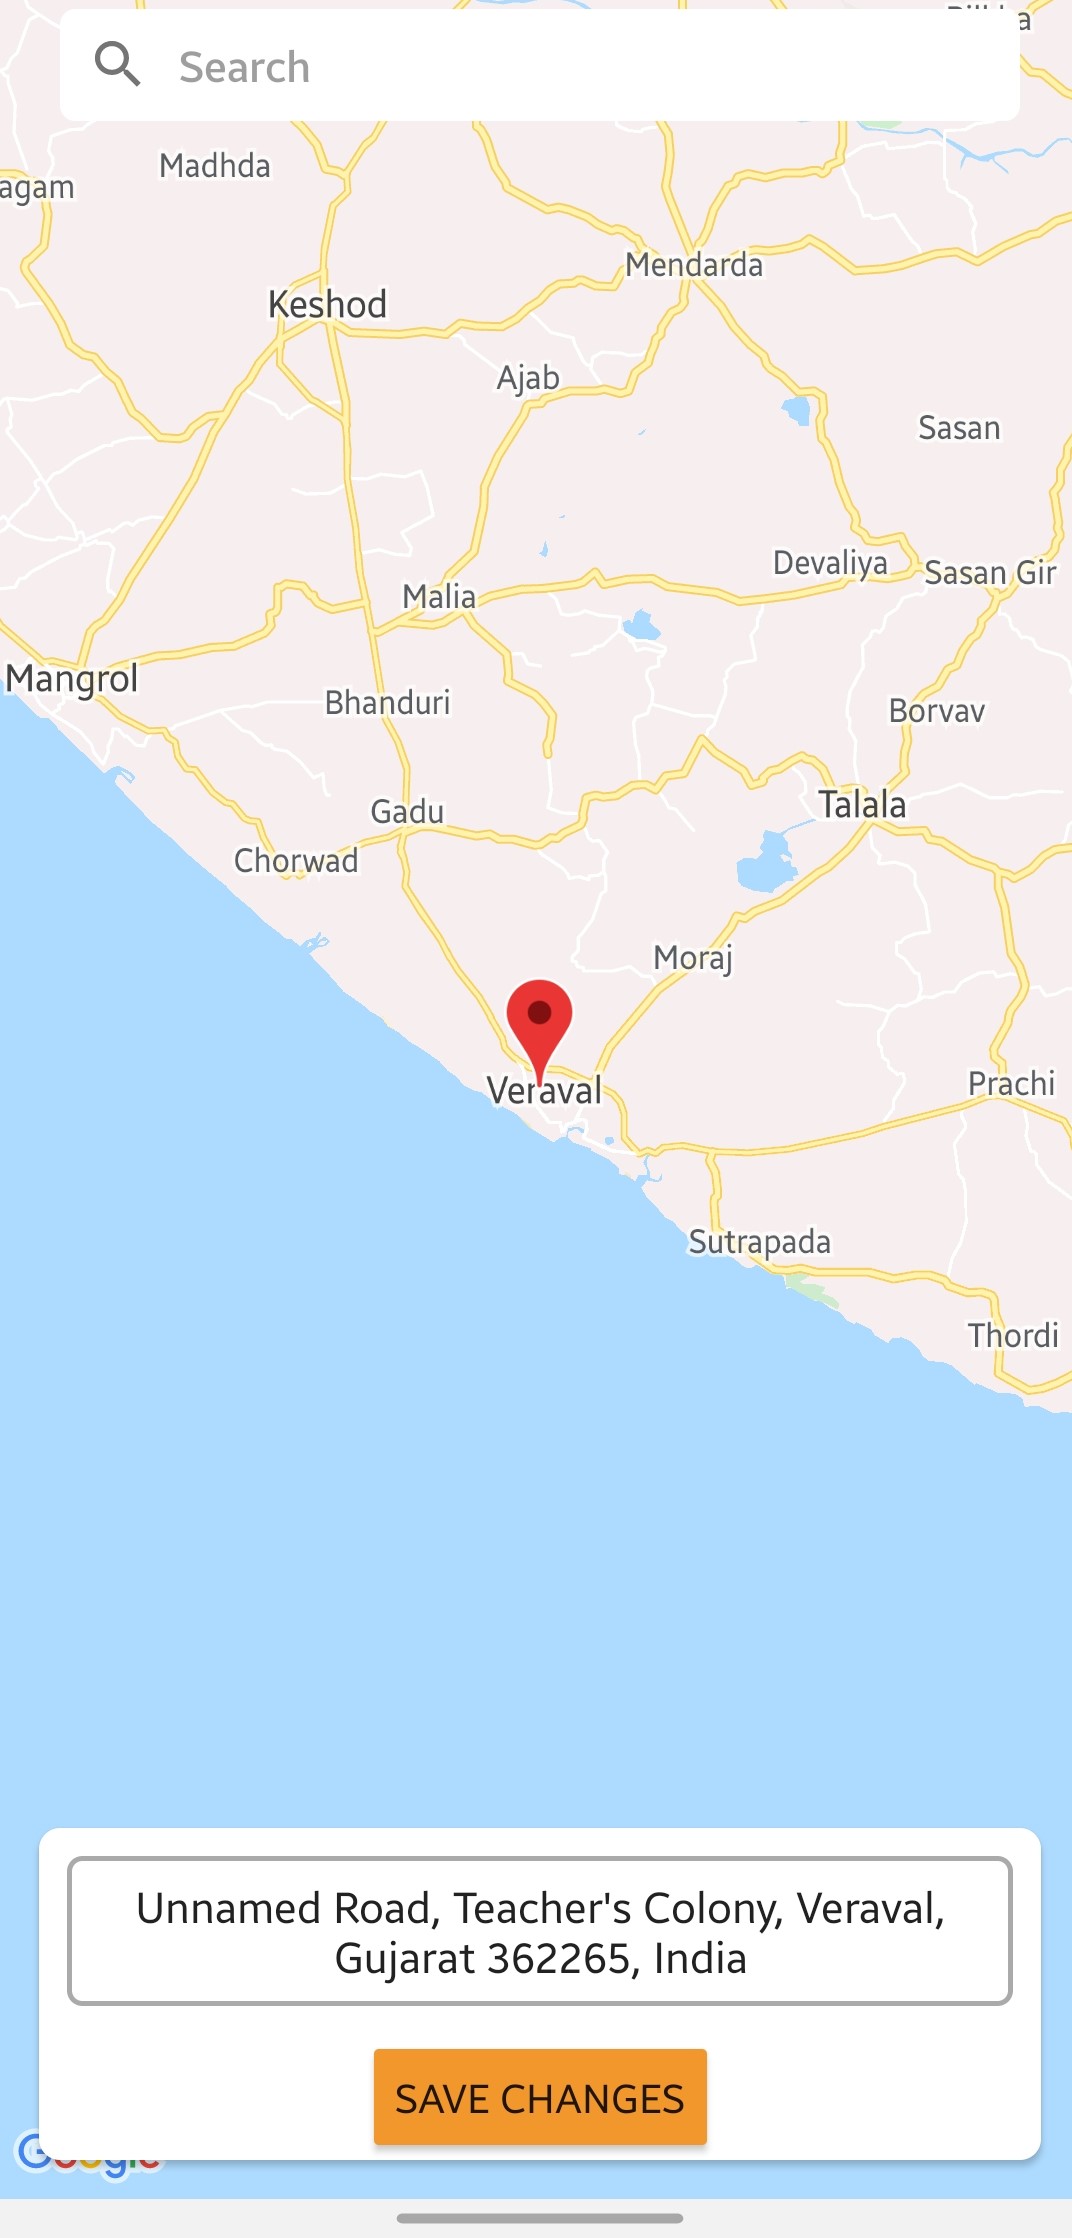 Search
Madhda
agam
Mendarda
Keshod
Ajab
Sasan
Devaliya
Sasan Gir
Malia
Mangrol
Bhanduri
Borvav
Talala
Gadu
Chorwad
Moraj
Veraval
Prachi
Sutrapada
Thordi
Unnamed Road, Teacher's Colony, Veraval,
Gujarat 362265, India
SAVE CHANGES
Google